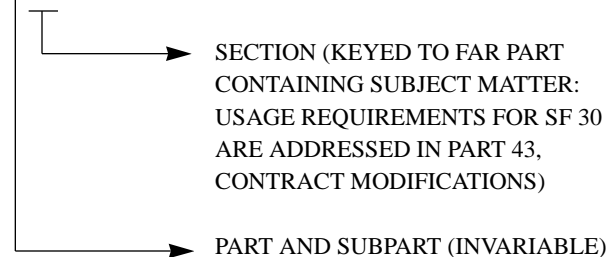 SECTION (KEYED TO FAR PART
CONTAINING SUBJECT MATTER:
USAGE REQUIREMENTS FOR SF 30
ARE ADDRESSED IN PART 43,
CONTRACT MODIFICATIONS)
PART AND SUBPART (INVARIABLE)